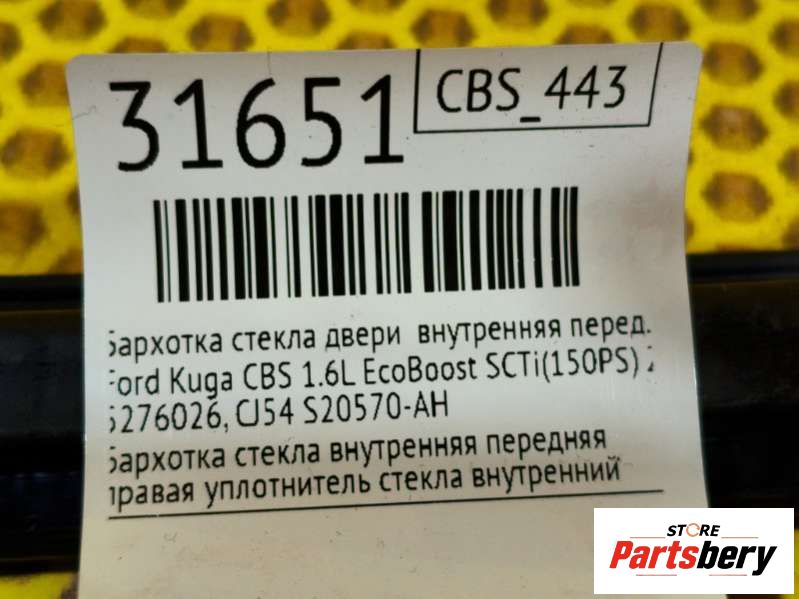 31651
CBS_443
бархотка стекла двери внутренняя перед.
Ford Kuga CBS 1.6L EcoBoost SCTi(150PS)
5276026, CJ54 S20570-AH
бархотка стекла внутренняя передняя
правая уплотнитель стекла внутренний
STORE
Partsbery